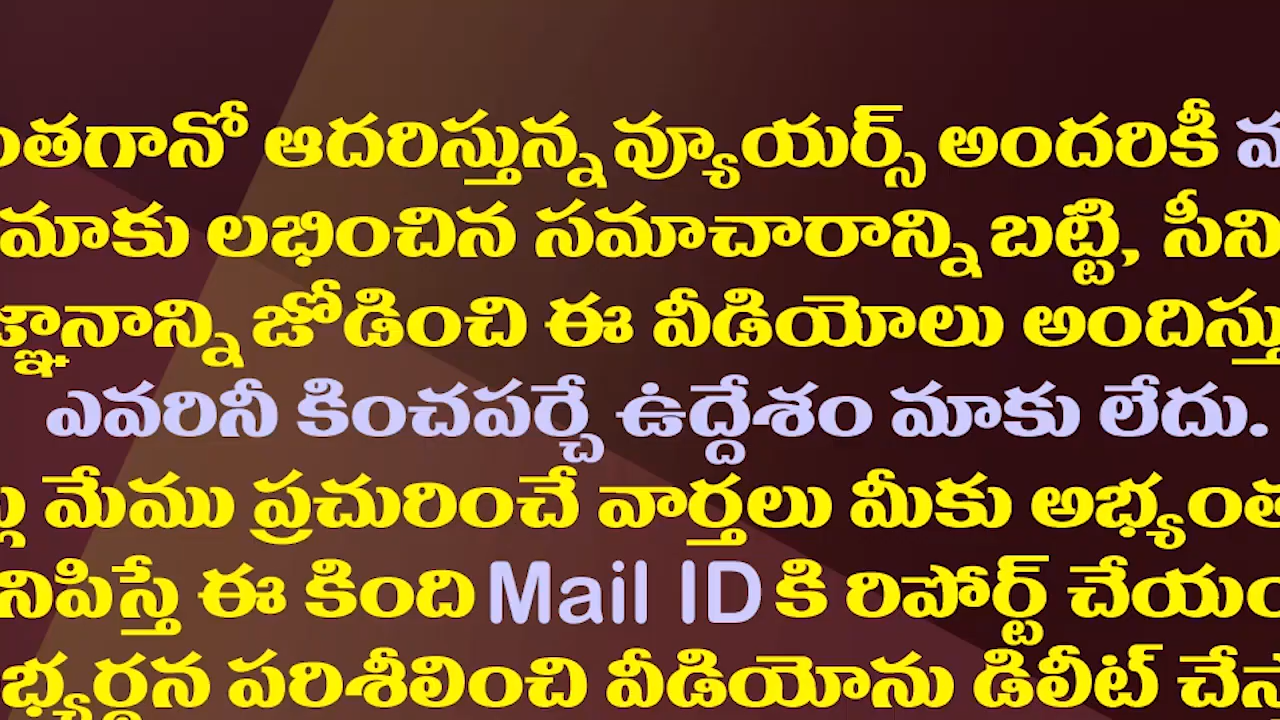 ఆదరిస్తున్న వ్యూయర్స్ అందరికీ
మాకు లభించిన సమాచారాన్ని బట్టి, సీని
జోడించి ఈ వీడియోలు
ఎవరినీ కించపర్చే ఉద్దేశం మాకు లేదు.
మేము ప్రచురించే వార్తలు మీకు
ఈ కింది Mail ID కి రిపోర్ట్
పరిశీలించి వీడియోను డిలీట్